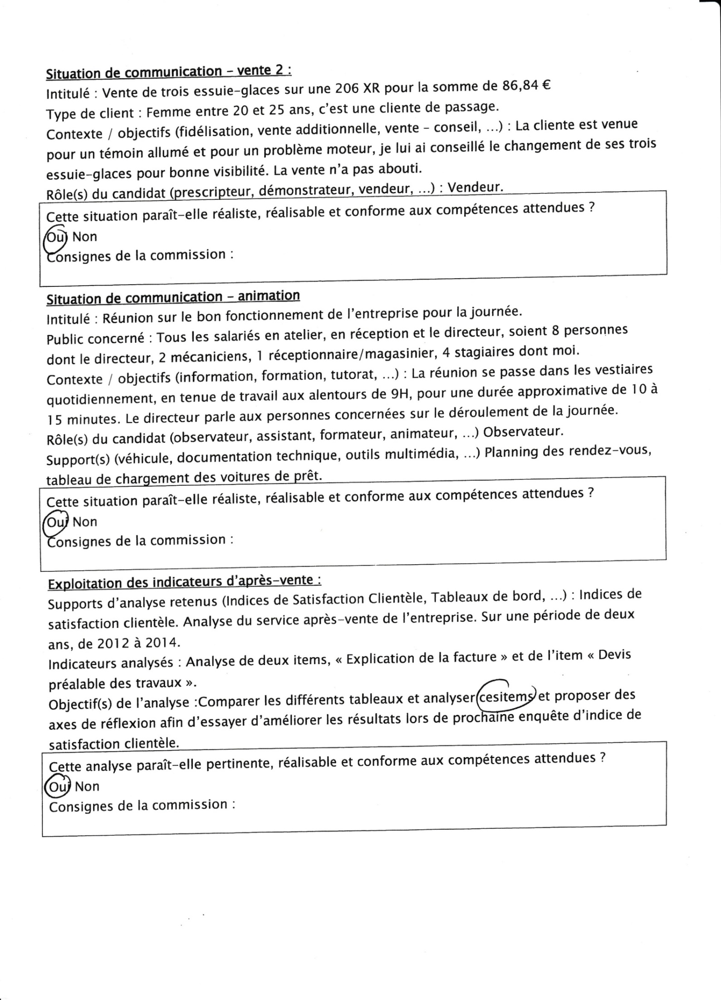 Situation de communication – vente 2 :
Intitulé : Vente de trois essuie-glaces sur une 206 XR pour la somme de 86,84 €
Type de client : Femme entre 20 et 25 ans, c'est une cliente de passage.
Contexte / objectifs (fidélisation, vente additionnelle, vente – conseil, ...) : La cliente est venue
pour un témoin allumé et pour un problème moteur, je lui ai conseillé le changement de ses trois
essuie-glaces pour bonne visibilité. La vente n'a pas abouti.
Rôle(s) du candidat (prescripteur, démonstrateur, vendeur, ...) : Vendeur.
Cette situation paraît-elle réaliste, réalisable et conforme aux compétences attendues ?
Oui Non
Consignes de la commission :
Situation de communication – animation
Intitulé : Réunion sur le bon fonctionnement de l'entreprise pour la journée.
Public concerné : Tous les salariés en atelier, en réception et le directeur, soient 8 personnes
dont le directeur, 2 mécaniciens, 1 réceptionnaire/magasinier, 4 stagiaires dont moi.
Contexte / objectifs (information, formation, tutorat, ...) : La réunion se passe dans les vestiaires
quotidiennement, en tenue de travail aux alentours de 9H, pour une durée approximative de 10 à
15 minutes. Le directeur parle aux personnes concernées sur le déroulement de la journée.
Rôle(s) du candidat (observateur, assistant, formateur, animateur, ...) Observateur.
Support(s) (véhicule, documentation technique, outils multimédia, ...) Planning des rendez-vous,
tableau de chargement des voitures de prêt.
Cette situation paraît-elle réaliste, réalisable et conforme aux compétences attendues ?
Oui Non
Consignes de la commission :
Exploitation des indicateurs d'après-vente :
Supports d'analyse retenus (Indices de Satisfaction Clientèle, Tableaux de bord, ...) : Indices de
satisfaction clientèle. Analyse du service après-vente de l'entreprise. Sur une période de deux
ans, de 2012 à 2014.
Indicateurs analysés : Analyse de deux items, « Explication de la facture » et de l'item « Devis
préalable des travaux ».
Objectif(s) de l'analyse :Comparer les différents tableaux et analyser cesitems et proposer des
axes de réflexion afin d'essayer d'améliorer les résultats lors de prochaine enquête d'indice de
satisfaction clientèle.
Cette analyse paraît-elle pertinente, réalisable et conforme aux compétences attendues ?
Oui Non
Consignes de la commission :